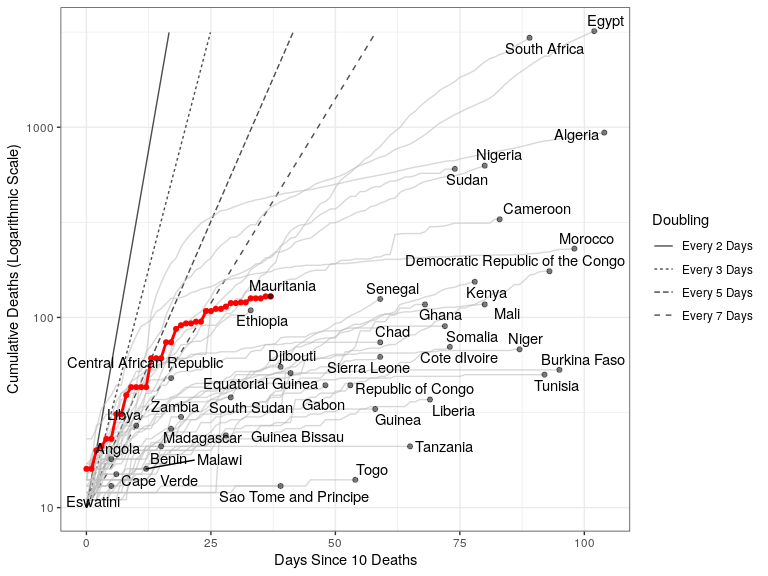 Egypt
South Africa
1000
Algeria
Nigeria
Sudan
Cameroon
Doubling
Morocco
Every 2 Days
Democratic Republic of the Congo
Every 3 Days
Mauritania
Senegal
Kenya
Every 5 Days
100
Ethiopia
Ghana
Mali
Every 7 Days
Chad
Somalia
Niger
Central African Republic
Djibouti
Sierra Leone
Cote dIvoire
Burkina Faso
Equatorial Guinea
Republic of Congo
Tunisia
Libya
Zambia
South Sudan
Gabon
Guinea
Liberia
Angola
Madagascar
Guinea Bissau
Tanzania
Benin
Malawi
Cape Verde
Togo
Eswatini
Sao Tome and Principe
10
0
25
50
75
100
Days Since 10 Deaths
Cumulative Deaths (Logarithmic Scale)